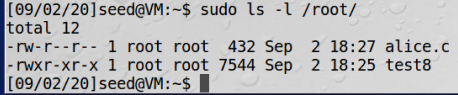 [09/02/20]seed@VM:~$ sudo ls -l /root/
total 12
-rw-r--r-- 1 root root  432 Sep  2 18:27 alice.c
-rwxr-xr-x 1 root root 7544 Sep  2 18:25 test8
[09/02/20]seed@VM:~$